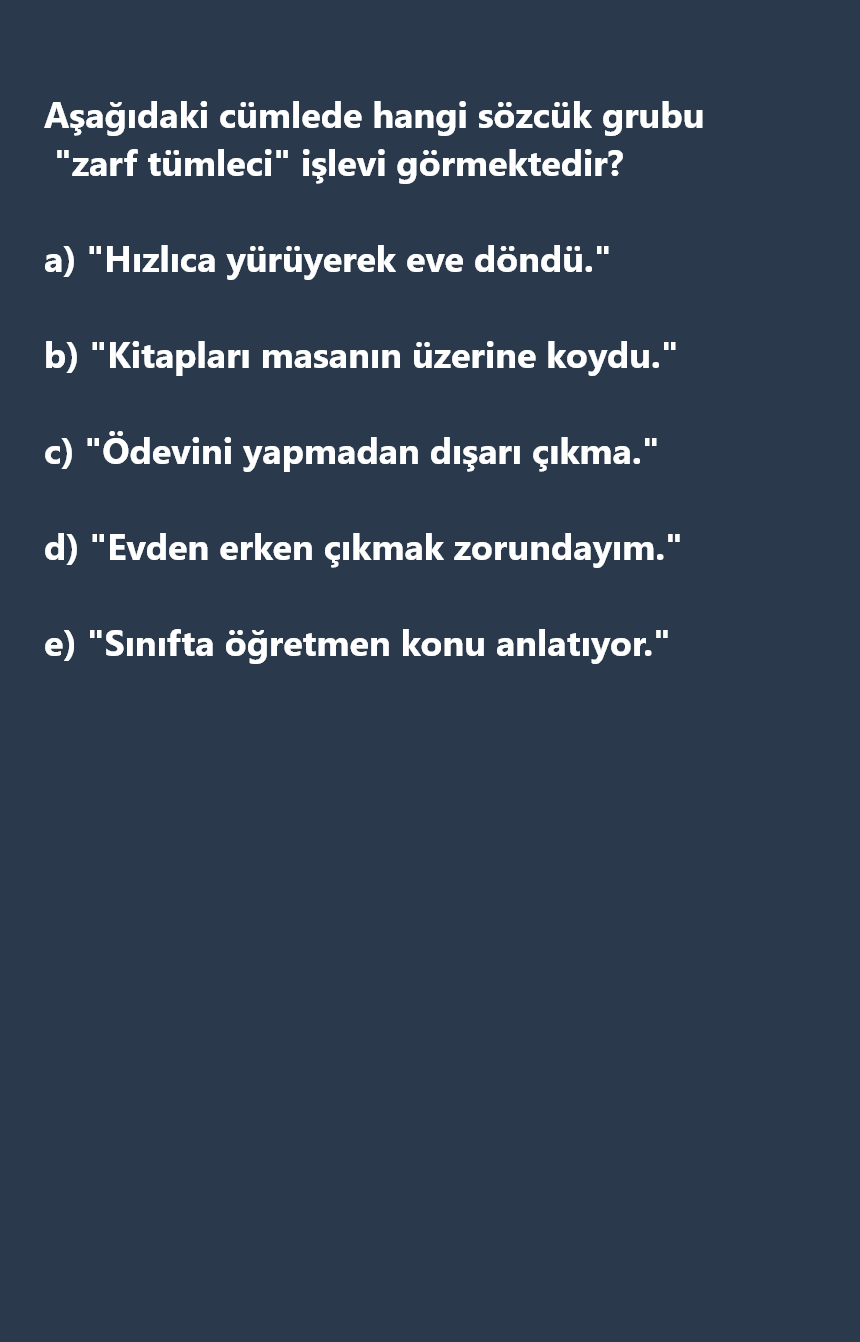 Aşağıdaki cümlede hangi sözcük grubu
"zarf tümleci" işlevi görmektedir?
a) "Hızlıca yürüyerek eve döndü."
b) "Kitapları masanın üzerine koydu."
c) "Ödevini yapmadan dışarı çıkma."
d) "Evden erken çıkmak zorundayım."
e) "Sınıfta öğretmen konu anlatıyor."